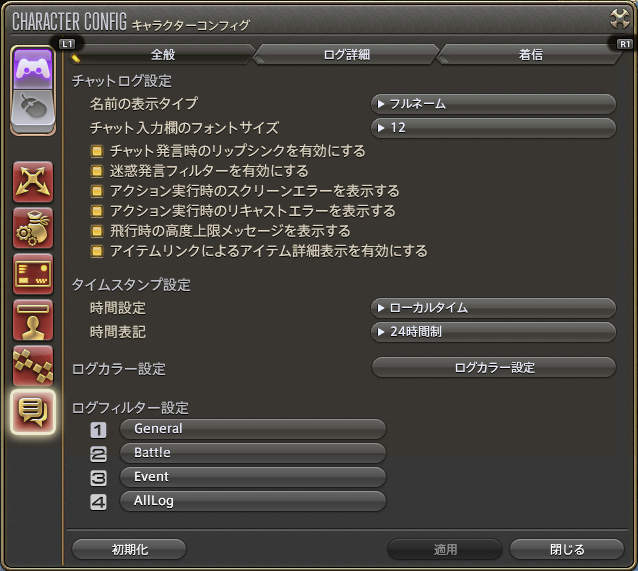 CHARACTER CONFIG キャラクターコンフィグ
L1 全般 ログ詳細 着信 R1
チャットログ設定
名前の表示タイプ フルネーム
チャット入力欄のフォントサイズ 12
チャット発言時のリップシンクを有効にする
迷惑発言フィルターを有効にする
アクション実行時のスクリーンエラーを表示する
アクション実行時のリキャストエラーを表示する
飛行時の高度上限メッセージを表示する
アイテムリンクによるアイテム詳細表示を有効にする
タイムスタンプ設定
時間設定 ローカルタイム
時間表記 24時間制
ログカラー設定 ログカラー設定
ログフィルター設定
1 General
2 Battle
3 Event
4 AllLog
初期化 適用 閉じる